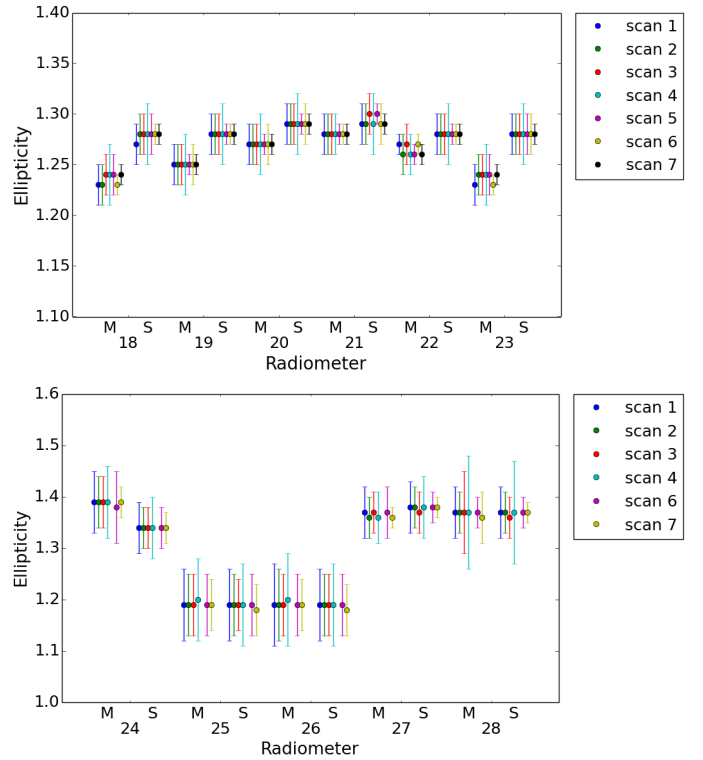 1.40
1.35
1.30
1.25
1.20
1.15
1.10
Ellipticity
M S M S M S M S M S M S
18 19 20 21 22 23
Radiometer
scan 1
scan 2
scan 3
scan 4
scan 5
scan 6
scan 7
1.6
1.5
1.4
1.3
1.2
1.1
1.0
Ellipticity
M S M S M S M S M S
24 25 26 27 28
Radiometer
scan 1
scan 2
scan 3
scan 4
scan 6
scan 7